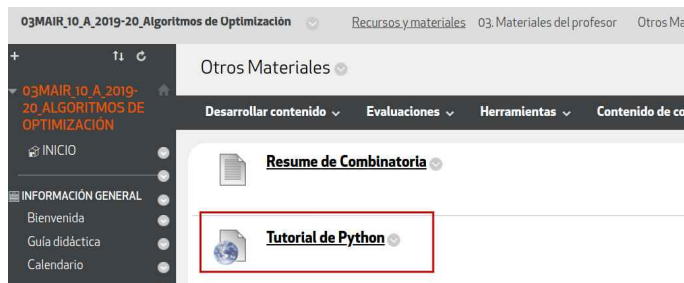 03MAIR_10_A_2019-20_Algoritmos de Optimización Recursos y materiales 03. Materiales del profesor Otros Ma
Otros Materiales
03MAIR_10_A_2019-
20_ALGORITMOS DE
OPTIMIZACIÓN
Desarrollar contenido Evaluaciones Herramientas Contenido de co
INICIO
Resume de Combinatoria
INFORMACIÓN GENERAL
Bienvenida
Guía didáctica
Calendario
Tutorial de Python